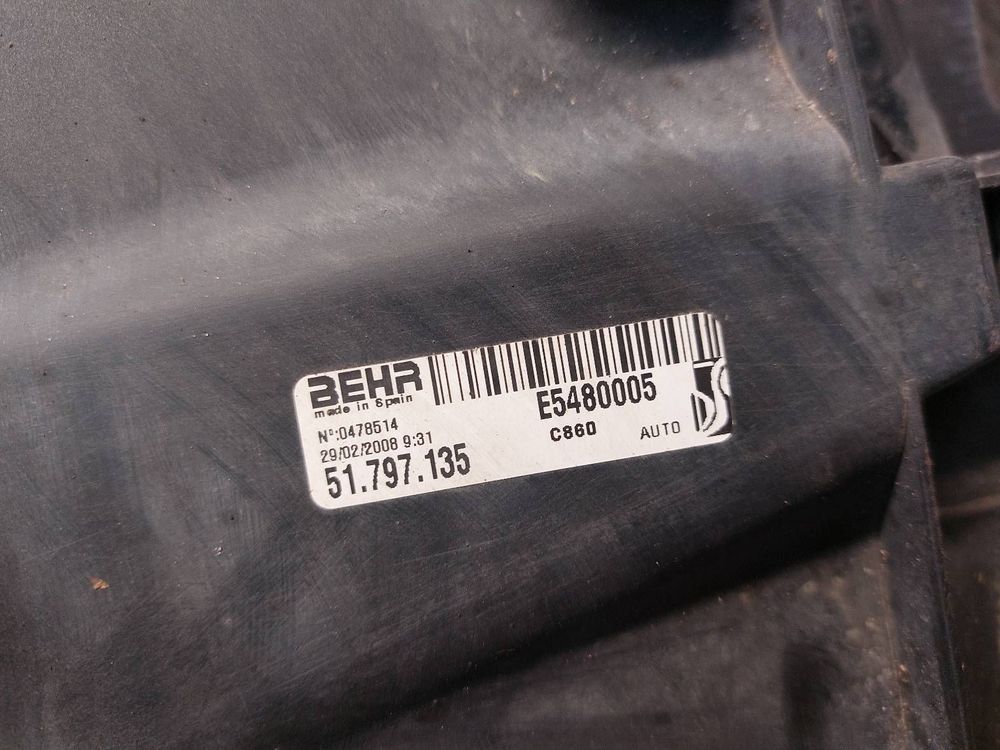 BEHR
made in Spain
Nº:0478514
29/02/2008 9:31
51.797.135
E5480005
C860 AUTO